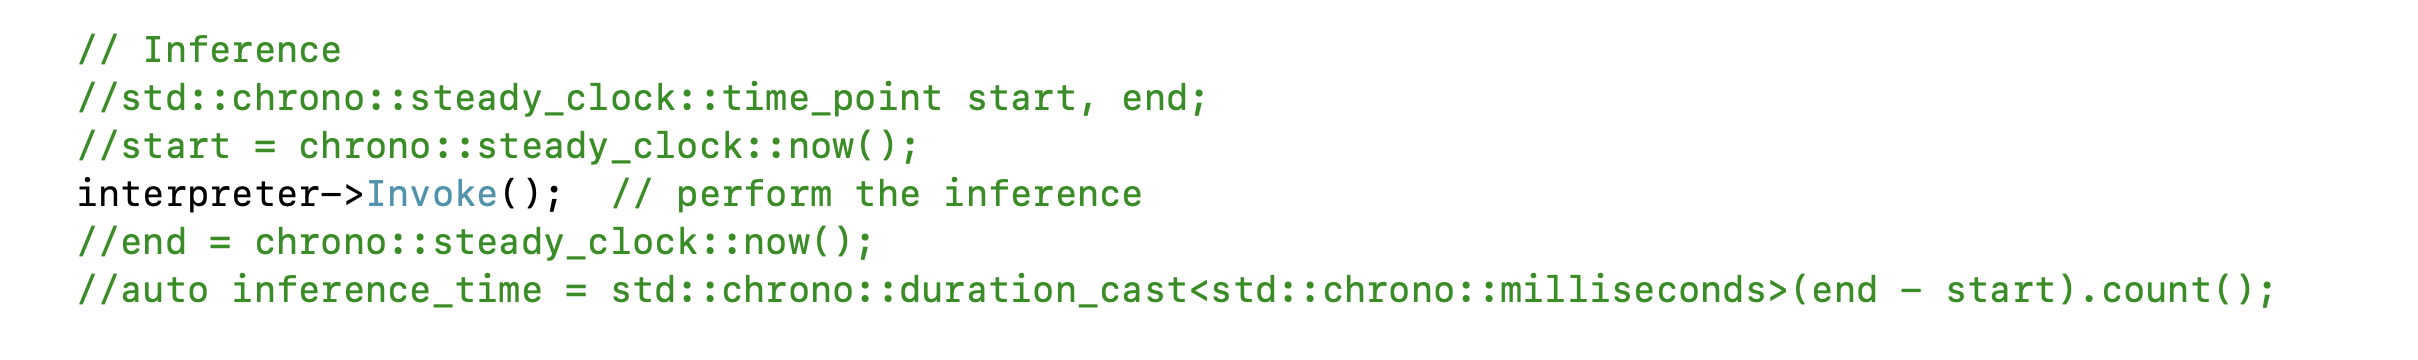 // Inference
//std::chrono::steady_clock::time_point start, end;
//start = chrono::steady_clock::now();
interpreter->Invoke();  // perform the inference
//end = chrono::steady_clock::now();
//auto inference_time = std::chrono::duration_cast<std::chrono::milliseconds>(end - start).count();